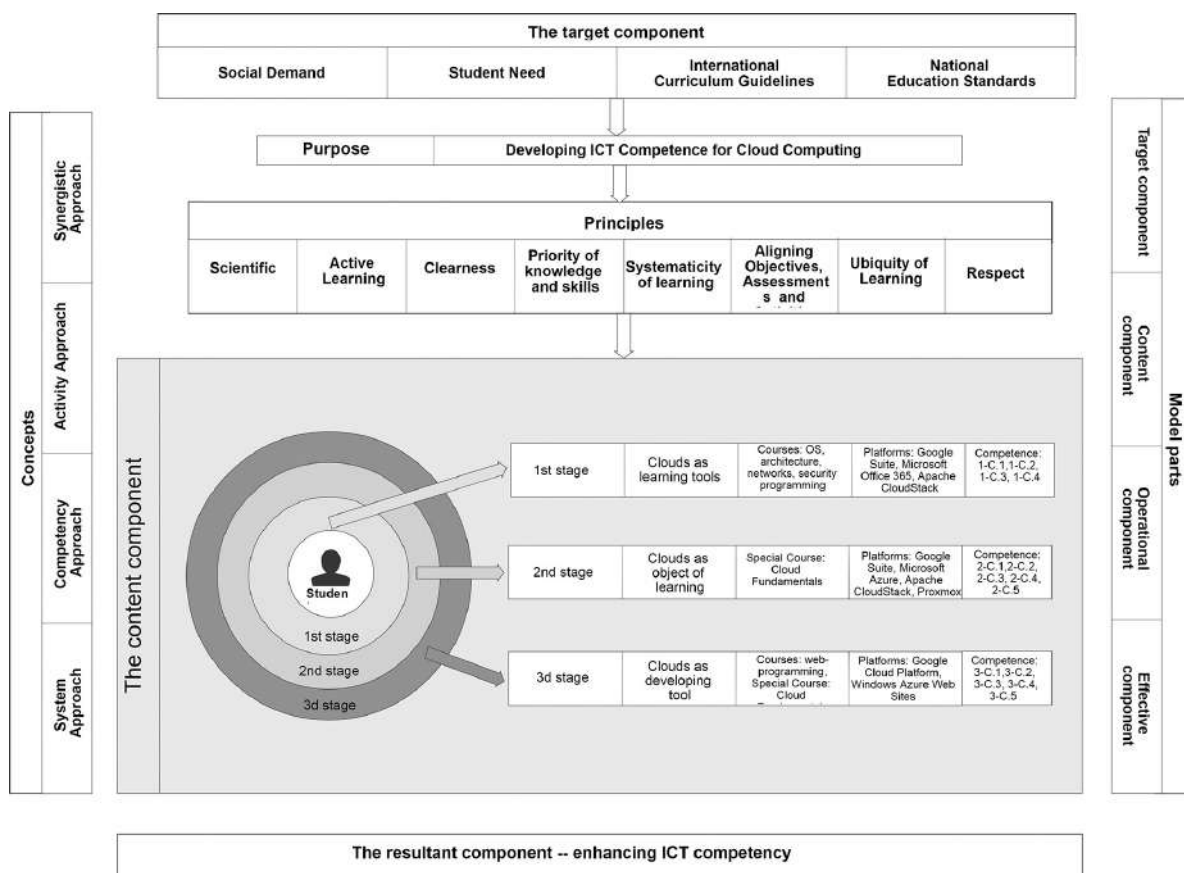 The target component
Social Demand
Student Need
International
Curriculum Guidelines
National
Education Standards
Purpose
Developing ICT Competence for Cloud Computing
Principles
Scientific
Active
Learning
Clearness
Priority of
knowledge
and skills
Systematicity
of learning
Aligning
Objectives,
Assessment
s and
Ubiquity of
Learning
Respect
Concepts
Synergistic
Approach
Activity Approach
Competency
Approach
System
Approach
The content component
Studen
1st stage
2nd stage
3d stage
1st stage
Clouds as
learning tools
Courses: OS,
architecture,
networks, security
programming
Platforms: Google
Suite, Microsoft
Office 365, Apache
CloudStack
Competence:
1-C.1,1-C.2,
1-C.3, 1-C.4
2nd stage
Clouds as
object of
learning
Special Course:
Cloud
Fundamentals
Platforms: Google
Suite, Microsoft
Azure, Apache
CloudStack, Proxmox
Competence:
2-C.1,2-C.2,
2-C.3, 2-C.4,
2-C.5
3d stage
Clouds as
developing
tool
Courses: web-
programming,
Special Course:
Cloud
Platforms: Google
Cloud Platform,
Windows Azure Web
Sites
Competence:
3-C.1,3-C.2,
3-C.3, 3-C.4,
3-C.5
Target component
Content
component
Operational
component
Effective
component
Model parts
The resultant component -- enhancing ICT competency